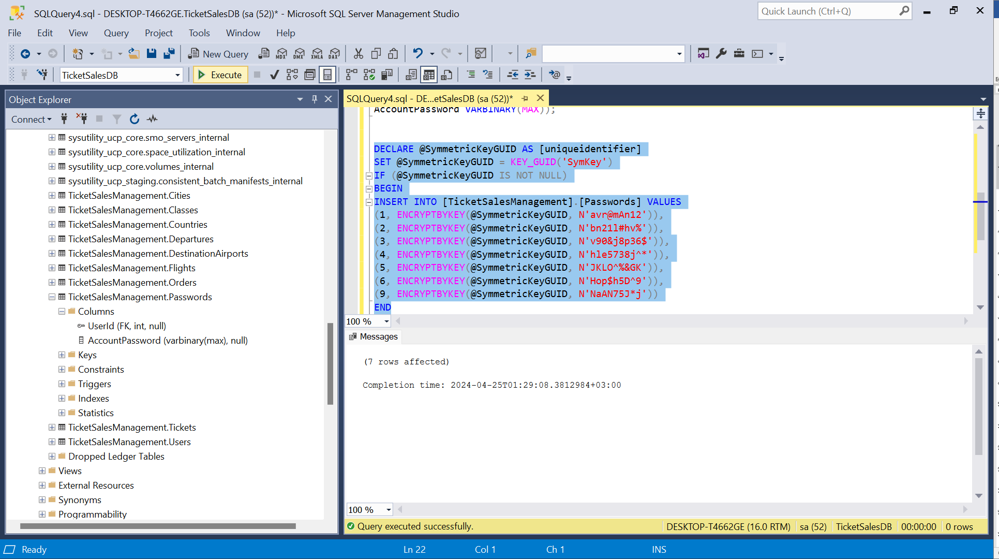 SQLQuery4.sql - DESKTOP-T4662GE.TicketSalesDB (sa (52))* - Microsoft SQL Server Management Studio
Quick Launch (Ctrl+Q)
File Edit View Query Project Tools Window Help
New Query MDX DMX XMLA DAX
TicketSalesDB Execute
Object Explorer
Connect
sysutility_ucp_core.smo_servers_internal
sysutility_ucp_core.space_utilization_internal
sysutility_ucp_core.volumes_internal
sysutility_ucp_staging.consistent_batch_manifests_internal
TicketSalesManagement.Cities
TicketSalesManagement.Classes
TicketSalesManagement.Countries
TicketSalesManagement.Departures
TicketSalesManagement.DestinationAirports
TicketSalesManagement.Flights
TicketSalesManagement.Orders
TicketSalesManagement.Passwords
Columns
UserId (FK, int, null)
AccountPassword (varbinary(max), null)
Keys
Constraints
Triggers
Indexes
Statistics
TicketSalesManagement.Tickets
TicketSalesManagement.Users
Dropped Ledger Tables
Views
External Resources
Synonyms
Programmability
SQLQuery4.sql - DE...etSalesDB (sa (52))*
AccountPassword VARBINARY(MAX));
DECLARE @SymmetricKeyGUID AS [uniqueidentifier]
SET @SymmetricKeyGUID = KEY_GUID('SymKey')
IF (@SymmetricKeyGUID IS NOT NULL)
BEGIN
INSERT INTO [TicketSalesManagement].[Passwords] VALUES
(1, ENCRYPTBYKEY(@SymmetricKeyGUID, N'avr@mAn12')),
(2, ENCRYPTBYKEY(@SymmetricKeyGUID, N'bn21l#hv%')),
(3, ENCRYPTBYKEY(@SymmetricKeyGUID, N'v90&j8p36$')),
(4, ENCRYPTBYKEY(@SymmetricKeyGUID, N'hle5738j^*')),
(5, ENCRYPTBYKEY(@SymmetricKeyGUID, N'JKLO^%&GK')),
(6, ENCRYPTBYKEY(@SymmetricKeyGUID, N'Hop$h5D^9')),
(9, ENCRYPTBYKEY(@SymmetricKeyGUID, N'NaAN75J*j'))
END
100 %
Messages
(7 rows affected)
Completion time: 2024-04-25T01:29:08.3812984+03:00
100 %
Query executed successfully. DESKTOP-T4662GE (16.0 RTM) sa (52) TicketSalesDB 00:00:00 0 rows
Ready Ln 22 Col 1 Ch 1 INS